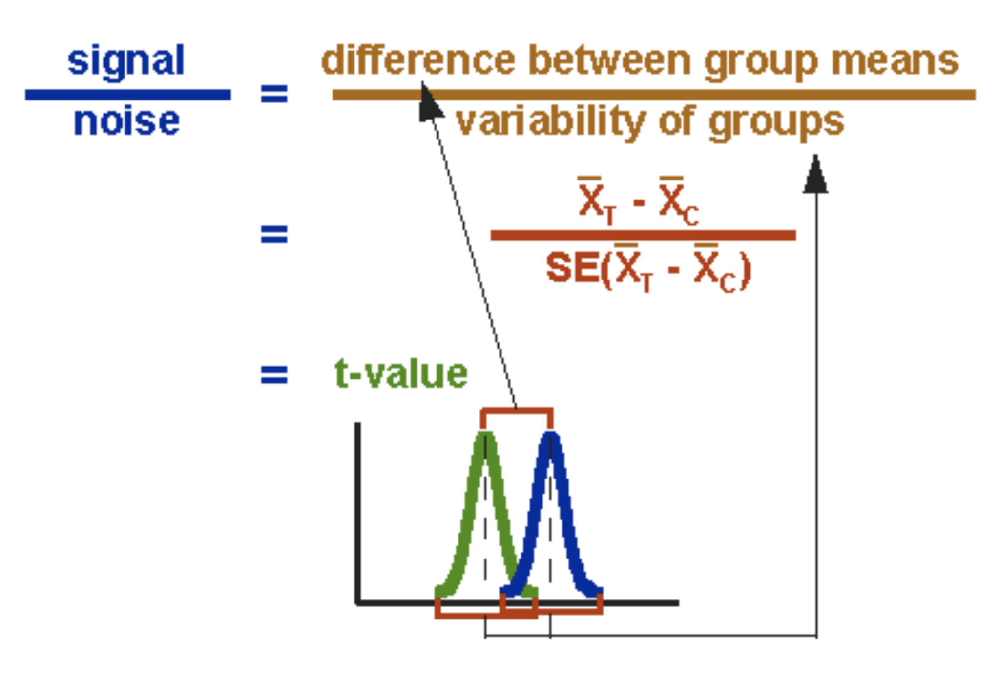 signal = difference between group means
noise variability of groups
= X̅T - X̅C
SE(X̅T - X̅C)
= t-value